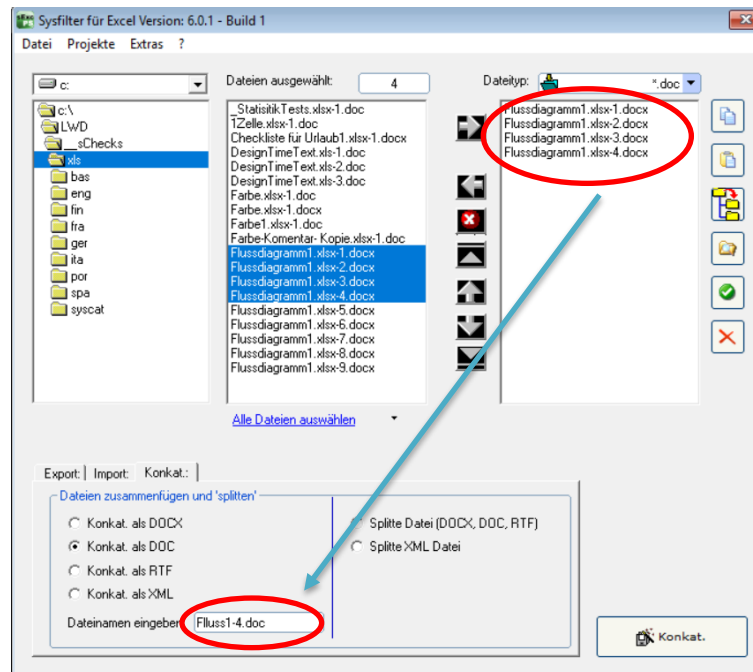 Sysfilter für Excel Version: 6.0.1 - Build 1
Datei Projekte Extras ?
c:
Dateien ausgewählt: 4
Dateityp: *.doc
c:\
LWD
__sChecks
xls
bas
eng
fin
fra
ger
ita
por
spa
syscat
_StatisitikTests.xlsx-1.doc
1Zelle.xlsx-1.doc
Checkliste für Urlaub1.xlsx-1.docx
DesignTimeText.xls-1.doc
DesignTimeText.xls-2.doc
DesignTimeText.xls-3.doc
Farbe.xlsx-1.doc
Farbe.xlsx-1.docx
Farbe1.xlsx-1.doc
Farbe-Komentar- Kopie.xlsx-1.doc
Flussdiagramm1.xlsx-1.docx
Flussdiagramm1.xlsx-2.docx
Flussdiagramm1.xlsx-3.docx
Flussdiagramm1.xlsx-4.docx
Flussdiagramm1.xlsx-5.docx
Flussdiagramm1.xlsx-6.docx
Flussdiagramm1.xlsx-7.docx
Flussdiagramm1.xlsx-8.docx
Flussdiagramm1.xlsx-9.docx
Flussdiagramm1.xlsx-1.docx
Flussdiagramm1.xlsx-2.docx
Flussdiagramm1.xlsx-3.docx
Flussdiagramm1.xlsx-4.docx
Alle Dateien auswählen
Export: Import: Konkat.:
Dateien zusammenfügen und 'splitten'
Konkat. als DOCX
Konkat. als DOC
Konkat. als RTF
Konkat. als XML
Dateinamen eingeben Flluss1-4.doc
Splitte Datei (DOCX, DOC, RTF)
Splitte XML Datei
Konkat.